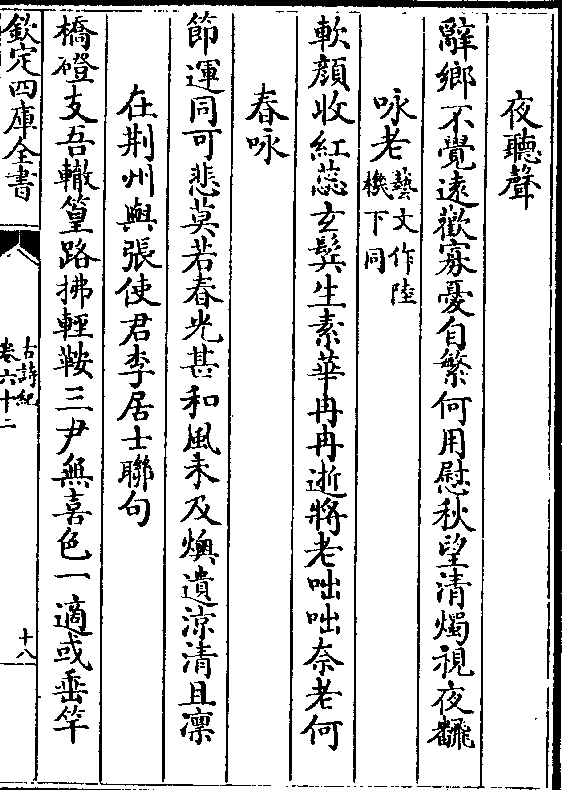 夜聽聲
辭鄉不覺遠歡寡憂自繁何用慰秋望清燭視夜飜
咏老
藝文作陸
機下同
軟顔收紅蕊玄鬢生素華冉冉逝將老咄咄奈老何
春咏
節運同可悲莫若春光甚和風未及燠遺涼清且凛
在荆州與張使君李居士聯句
橋磴支吾轍篁路拂輕鞍三尹無喜色一適或垂竿
欽定四庫全書
古詩紀
卷六十二
十八